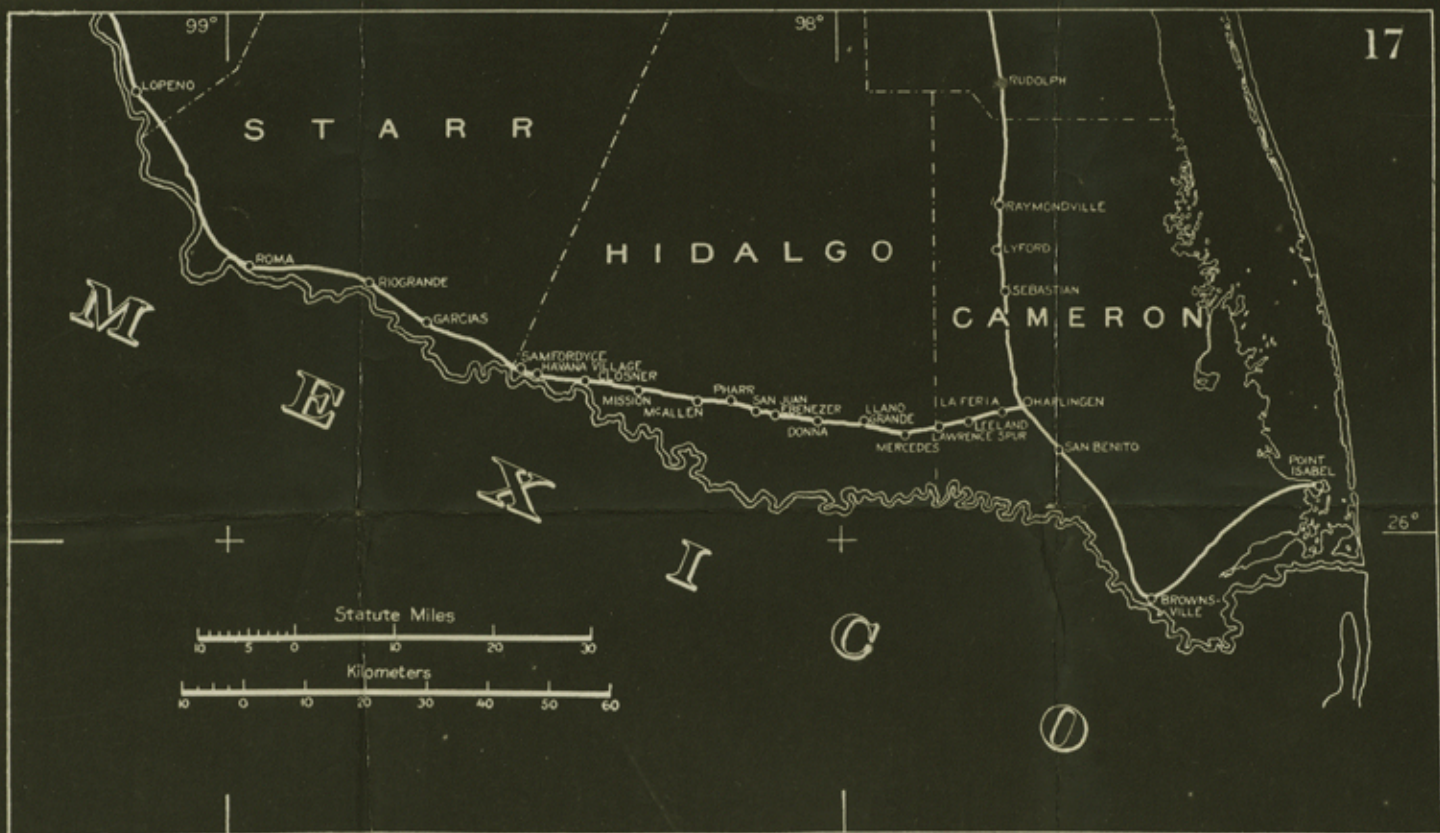 99°
98°
17
LOPENO
RUDOLPH
STARR
RAYMONDVILLE
HIDALGO
LYFORD
ROMA
RIOGRANDE
SEBASTIAN
CAMERON
GARCIAS
SAMFORDYCE
HAVANA VILLAGE
CLOSNER
MISSION
McALLEN
PHARR
SAN JUAN
EBENEZER
DONNA
LLANO
GRANDE
MERCEDES
LA FERIA
LEELAND
LAWRENCE SPUR
HARLINGEN
SAN BENITO
POINT
ISABEL
26°
BROWNS-
VILLE
MEXICO
Statute Miles
10 5 0 10 20 30
Kilometers
10 0 10 20 30 40 50 60